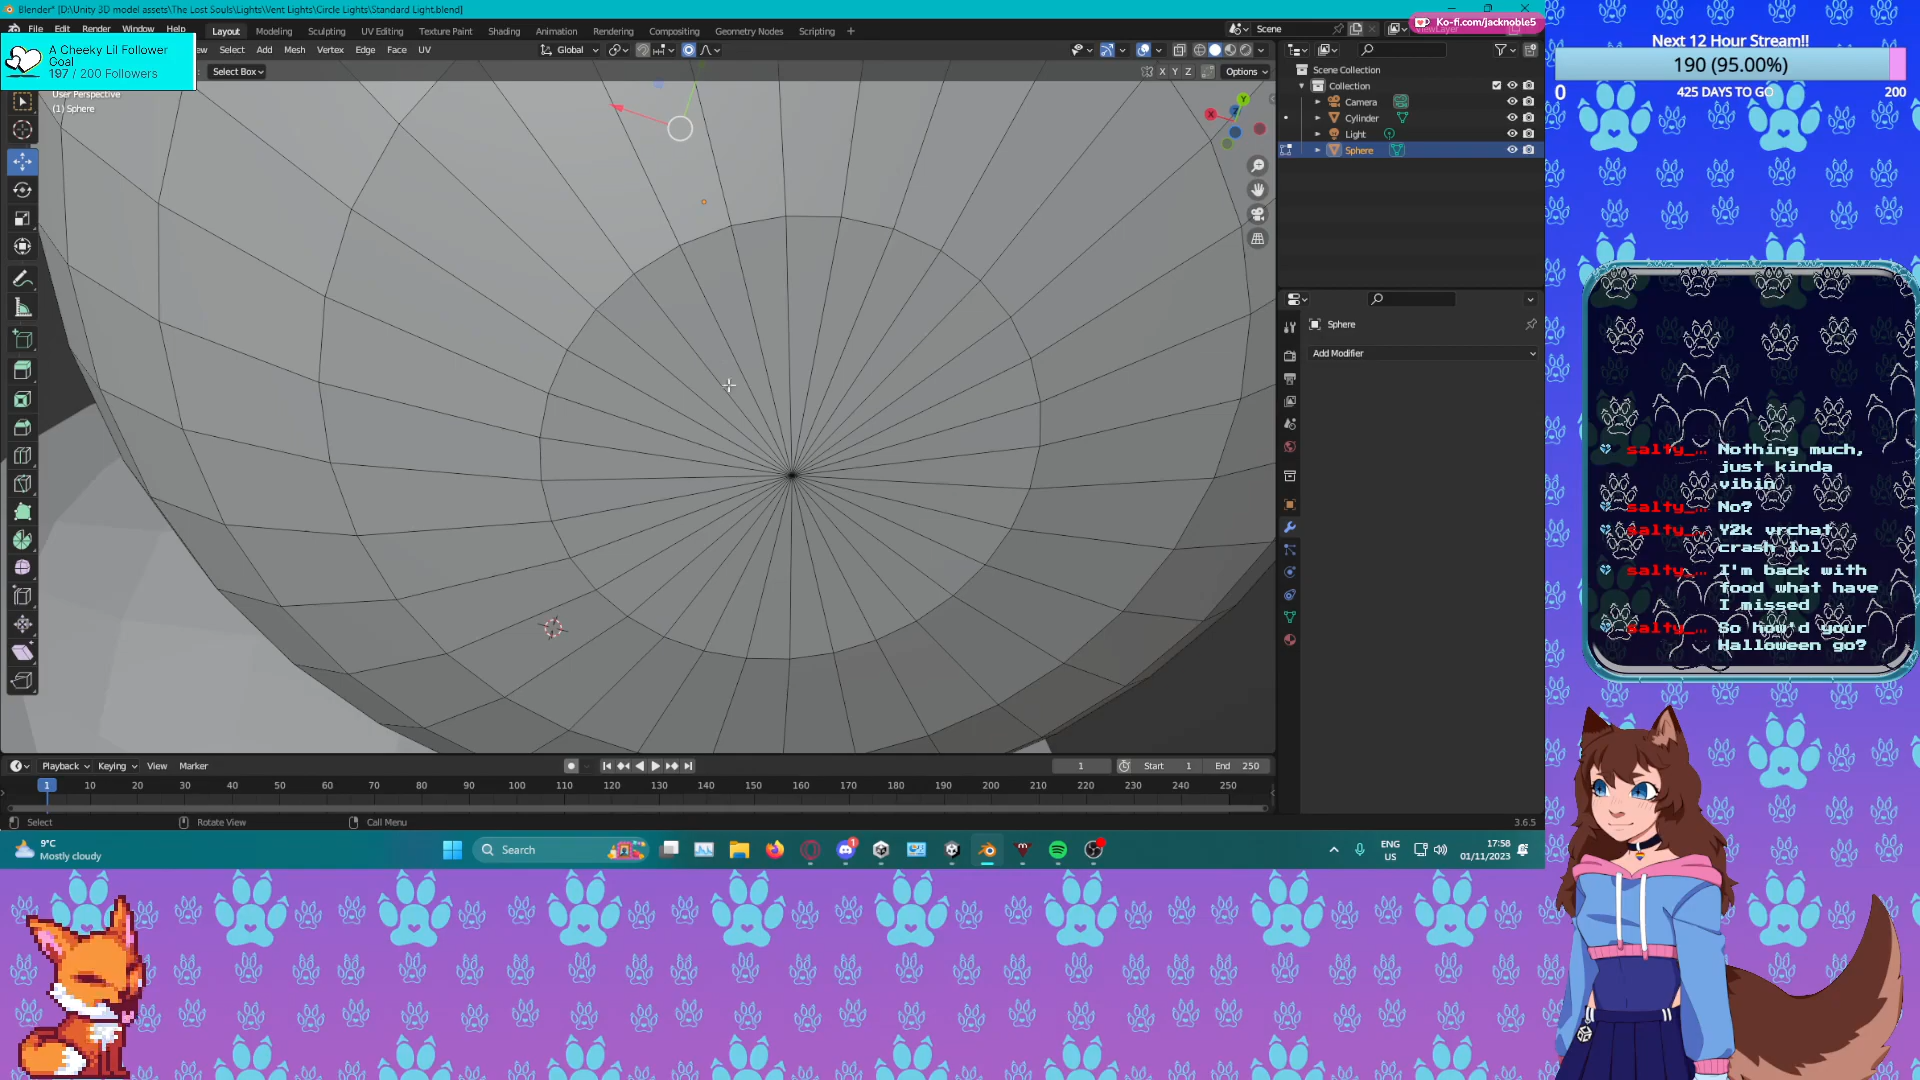 Blender* [D:\Unity 3D model assets\The Lost Souls\Lights\Vent Lights\Circle Lights\Standard Light.blend]
File Edit Render Window Help Layout Modeling Sculpting UV Editing Texture Paint Shading Animation Rendering Compositing Geometry Nodes Scripting +
Scene
Ko-fi.com/jacknoble5
A Cheeky Lil Follower
Goal
197 / 200 Followers
Select Add Mesh Vertex Edge Face UV
Global
Select Box
X Y Z
Options
User Perspective
(1) Sphere
X
Y
Scene Collection
Collection
Camera
Cylinder
Light
Sphere
Sphere
Add Modifier
Playback Keying View Marker
1
Start 1
End 250
1 10 20 30 40 50 60 70 80 90 100 110 120 130 140 150 160 170 180 190 200 210 220 230 240 250
Select
Rotate View
Call Menu
3.6.5
9°C
Mostly cloudy
Search
1
ENG
US
17:58
01/11/2023
Next 12 Hour Stream!!
190 (95.00%)
0
425 DAYS TO GO
200
salty_... Nothing much,
just kinda
vibin
salty_... No?
salty_... Y2k vrchat
crash lol
salty_... I'm back with
food what have
I missed
salty_... So how'd your
Halloween go?